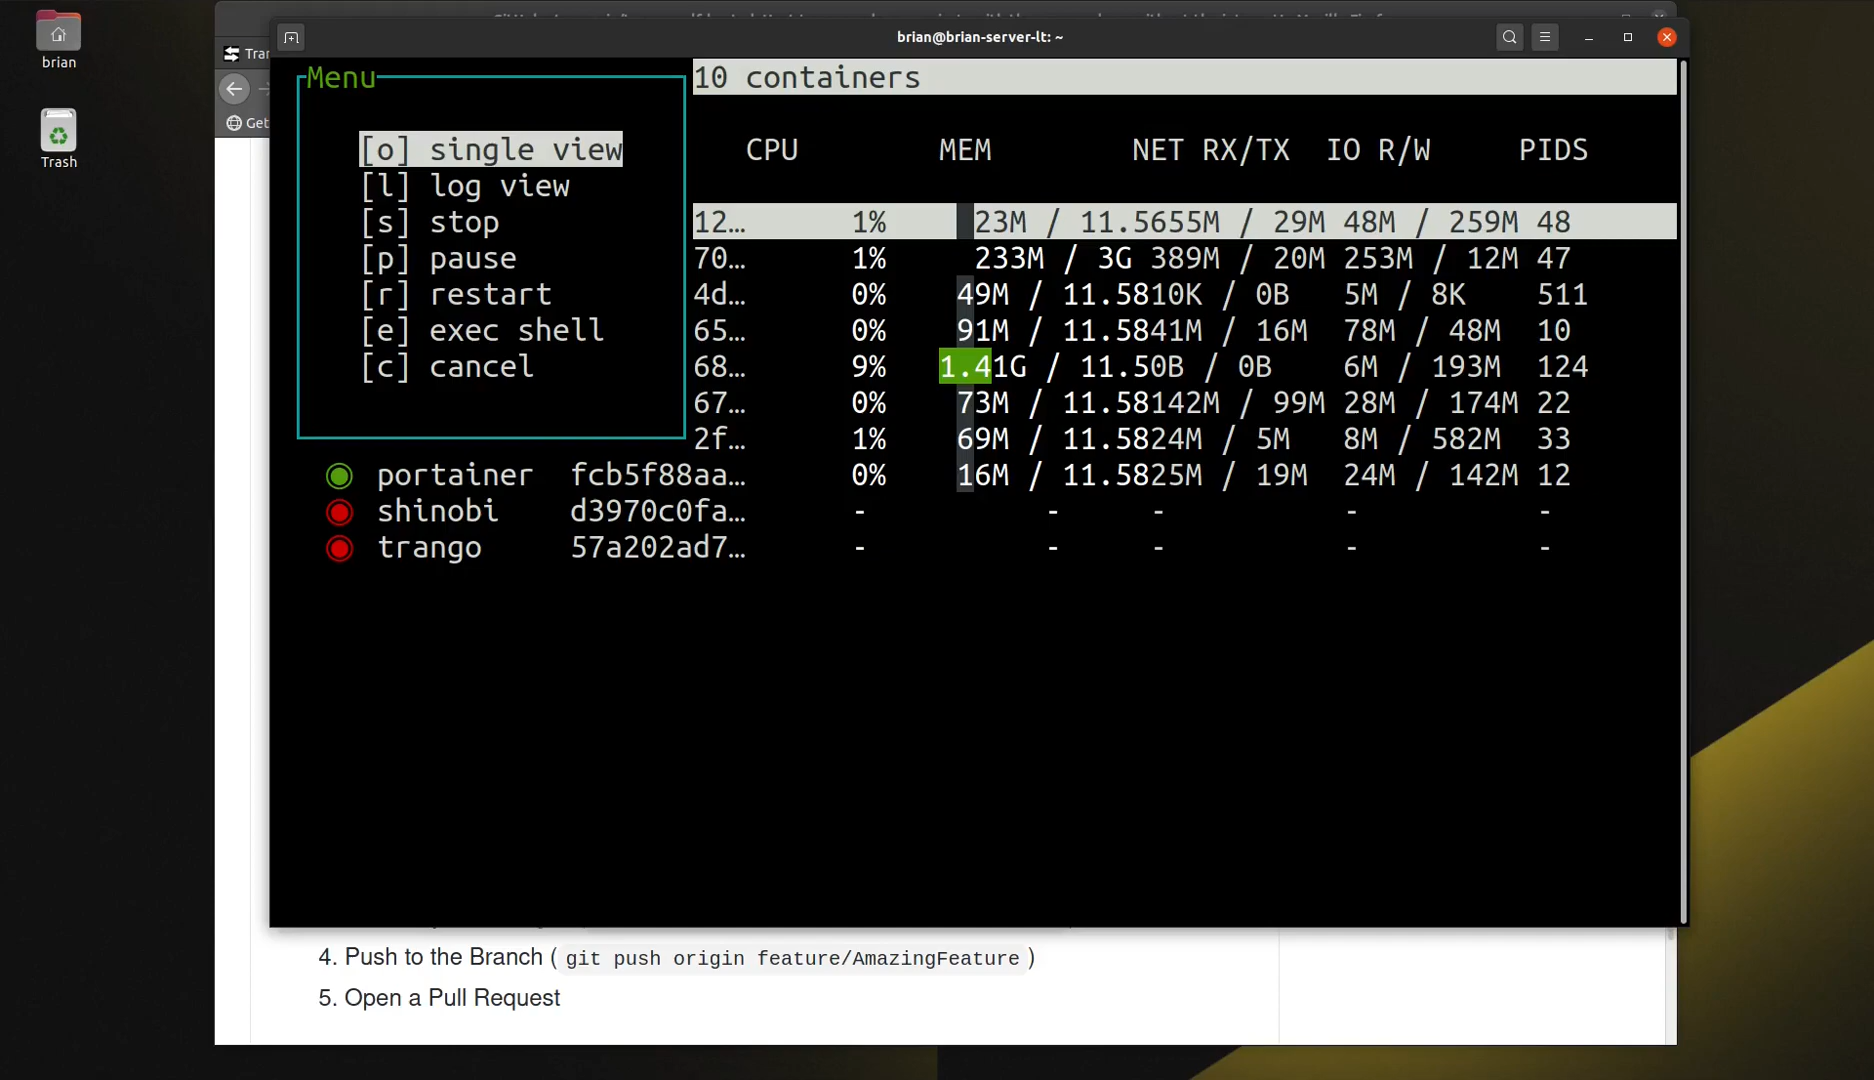 brian
Trash
Tran
Get
brian@brian-server-lt: ~
Menu
10 containers
CPU MEM NET RX/TX IO R/W PIDS
[o] single view
[l] log view
[s] stop
[p] pause
[r] restart
[e] exec shell
[c] cancel
12… 1% 23M / 11.5655M / 29M 48M / 259M 48
70… 1% 233M / 3G 389M / 20M 253M / 12M 47
4d… 0% 49M / 11.5810K / 0B 5M / 8K 511
65… 0% 91M / 11.5841M / 16M 78M / 48M 10
68… 9% 1.41G / 11.50B / 0B 6M / 193M 124
67… 0% 73M / 11.58142M / 99M 28M / 174M 22
2f… 1% 69M / 11.5824M / 5M 8M / 582M 33
portainer fcb5f88aa… 0% 16M / 11.5825M / 19M 24M / 142M 12
shinobi d3970c0fa… - - - - -
trango 57a202ad7… - - - - -
4. Push to the Branch ( git push origin feature/AmazingFeature )
5. Open a Pull Request